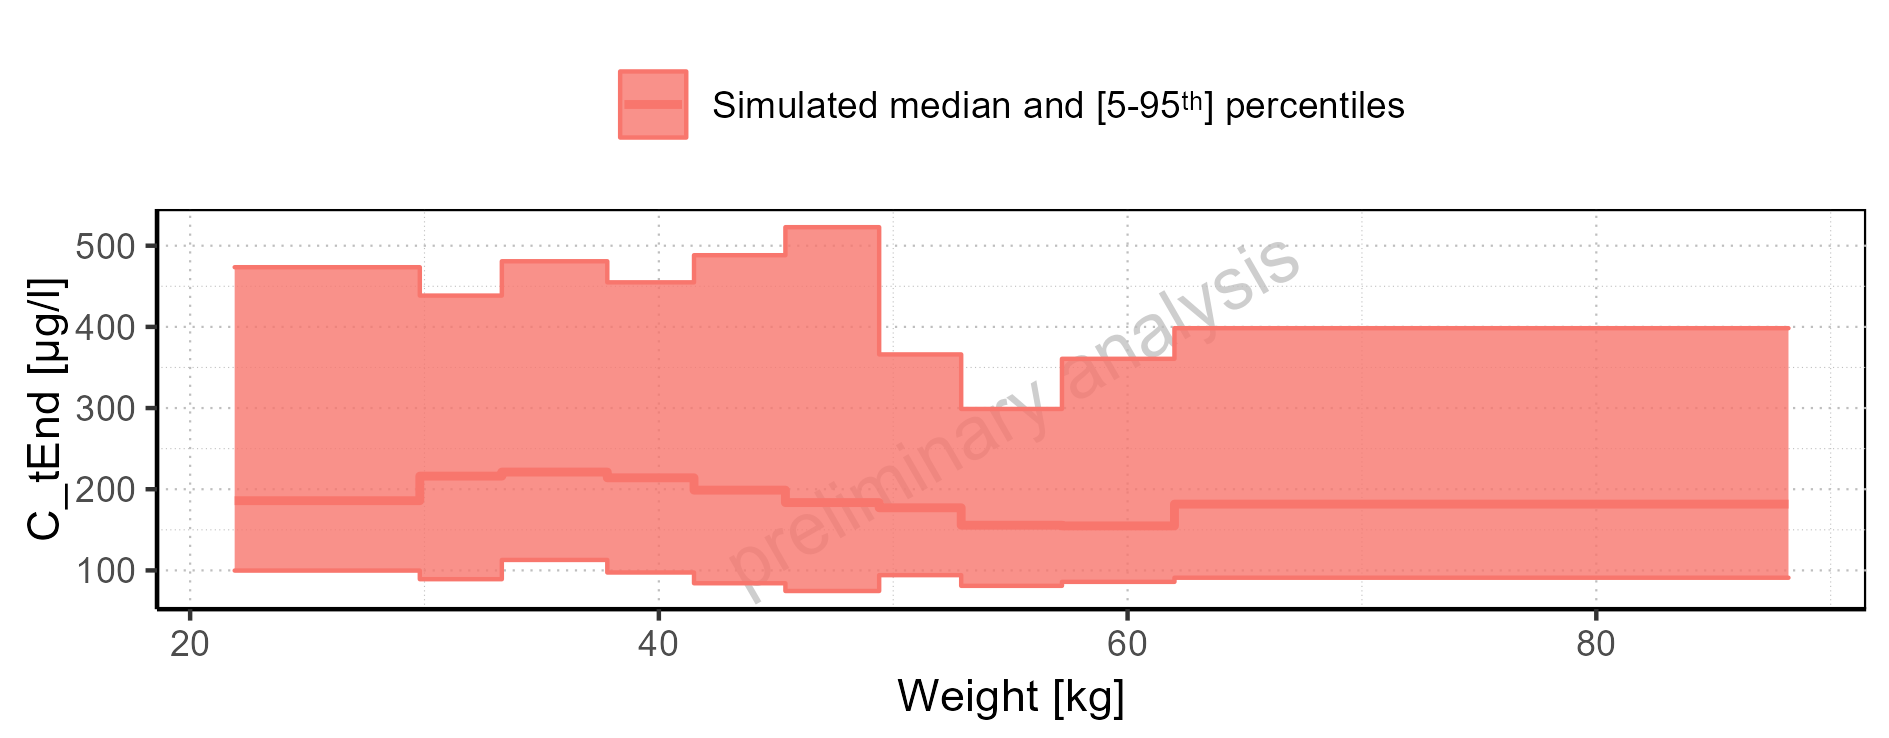 Simulated median and [5-95th] percentiles
C_tEnd [µg/l]
500
400
300
200
100
preliminary analysis
20 40 60 80
Weight [kg]